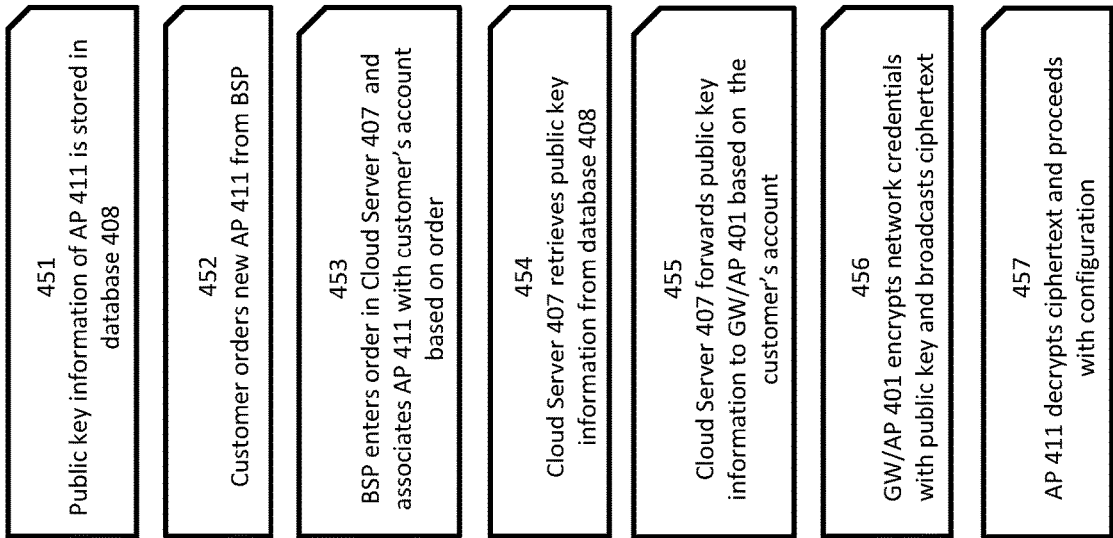 451
Public key information of AP 411 is stored in
database 408
452
Customer orders new AP 411 from BSP
453
BSP enters order in Cloud Server 407 and
associates AP 411 with customer's account
based on order
454
Cloud Server 407 retrieves public key
information from database 408
455
Cloud Server 407 forwards public key
information to GW/AP 401 based on the
customer's account
456
GW/AP 401 encrypts network credentials
with public key and broadcasts ciphertext
457
AP 411 decrypts ciphertext and proceeds
with configuration